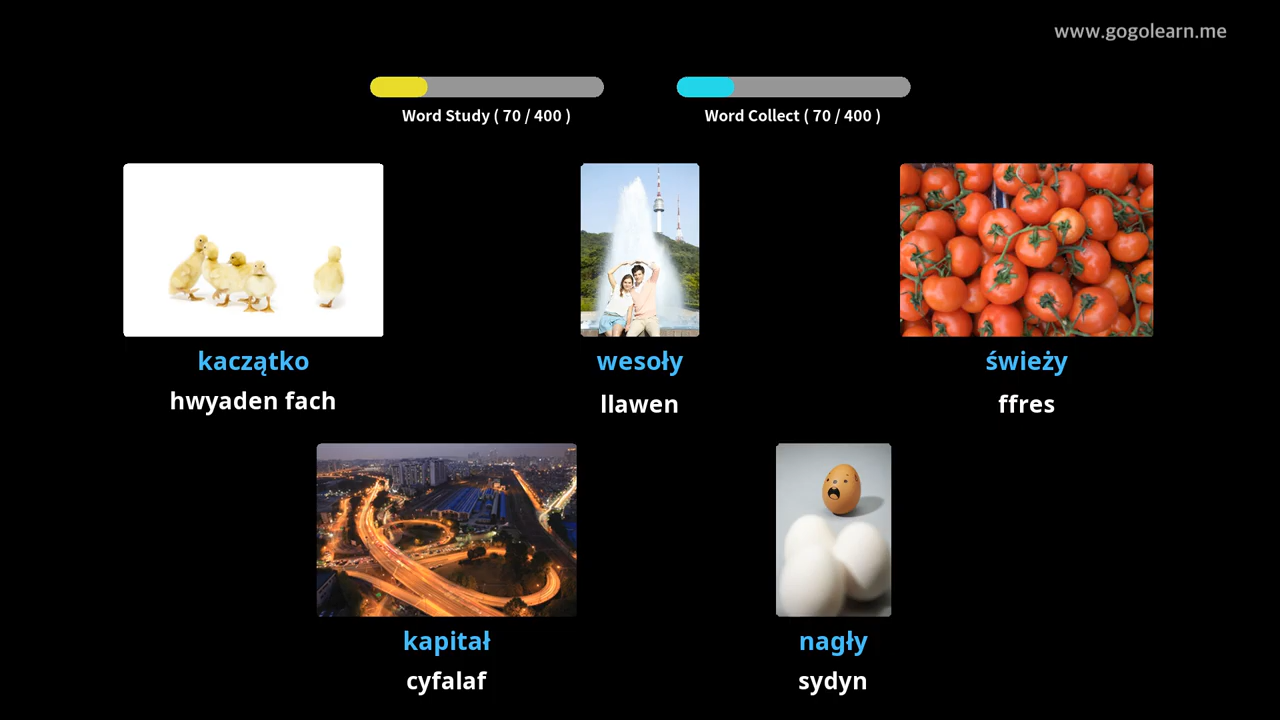 www.gogolearn.me
Word Study ( 70 / 400 )
Word Collect ( 70 / 400 )
kaczątko
hwyaden fach
wesoły
llawen
świeży
ffres
kapitał
cyfalaf
nagły
sydyn